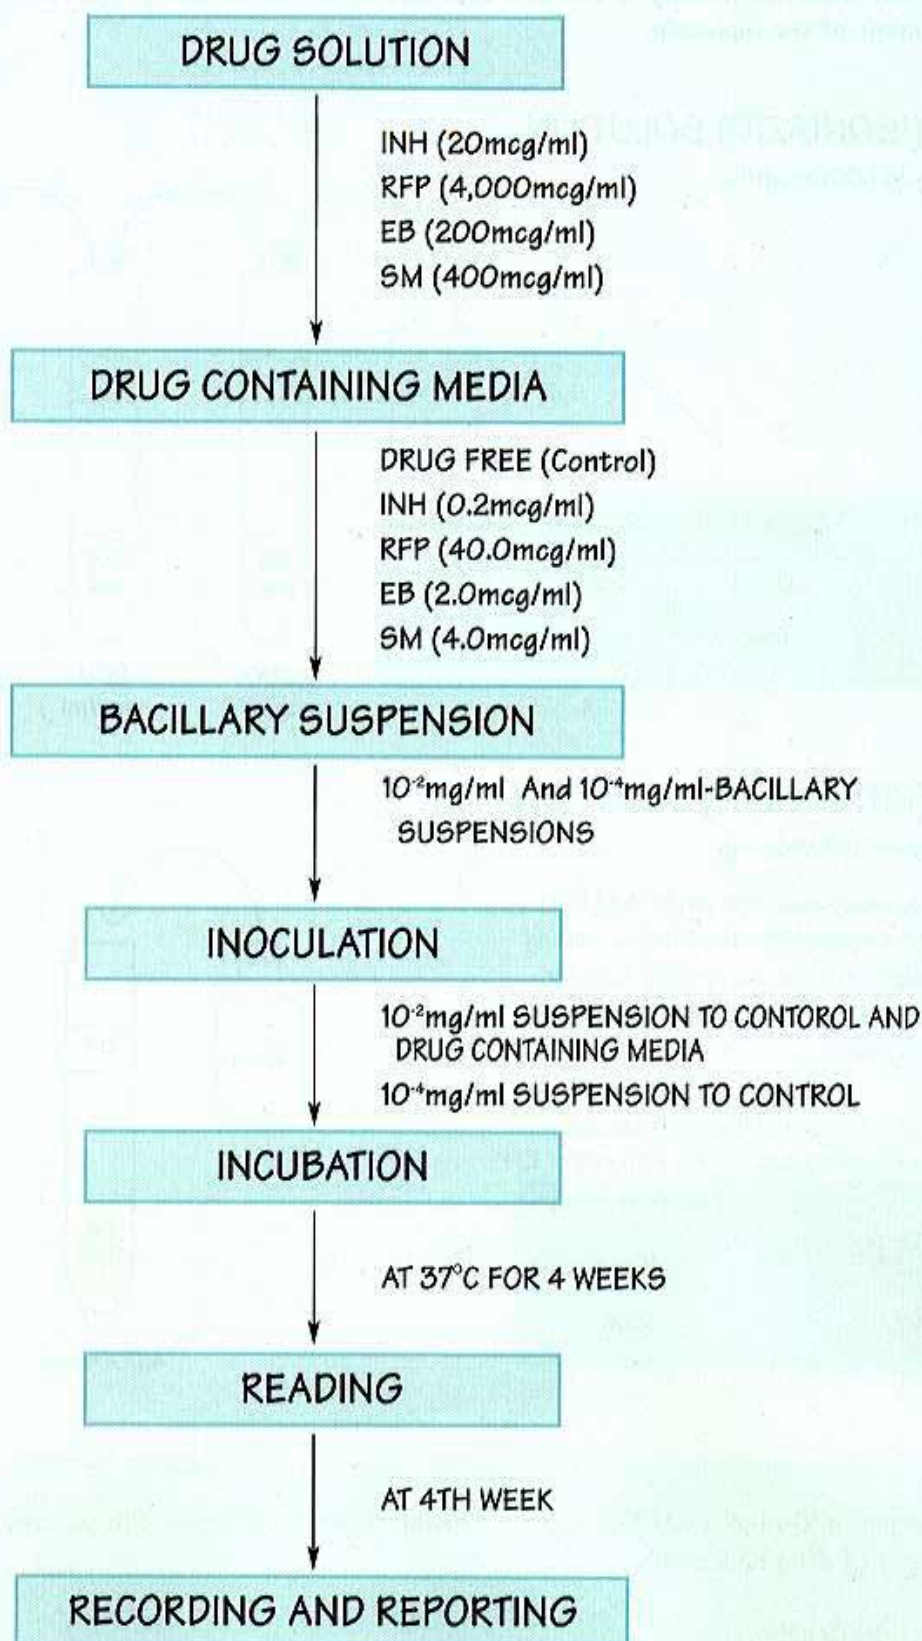 DRUG SOLUTION
INH (20mcg/ml)
RFP (4,000mcg/ml)
EB (200mcg/ml)
SM (400mcg/ml)
DRUG CONTAINING MEDIA
DRUG FREE (Control)
INH (0.2mcg/ml)
RFP (40.0mcg/ml)
EB (2.0mcg/ml)
SM (4.0mcg/ml)
BACILLARY SUSPENSION
10⁻²mg/ml And 10⁻⁴mg/ml-BACILLARY
SUSPENSIONS
INOCULATION
10⁻²mg/ml SUSPENSION TO CONTOROL AND
DRUG CONTAINING MEDIA
10⁻⁴mg/ml SUSPENSION TO CONTROL
INCUBATION
AT 37°C FOR 4 WEEKS
READING
AT 4TH WEEK
RECORDING AND REPORTING